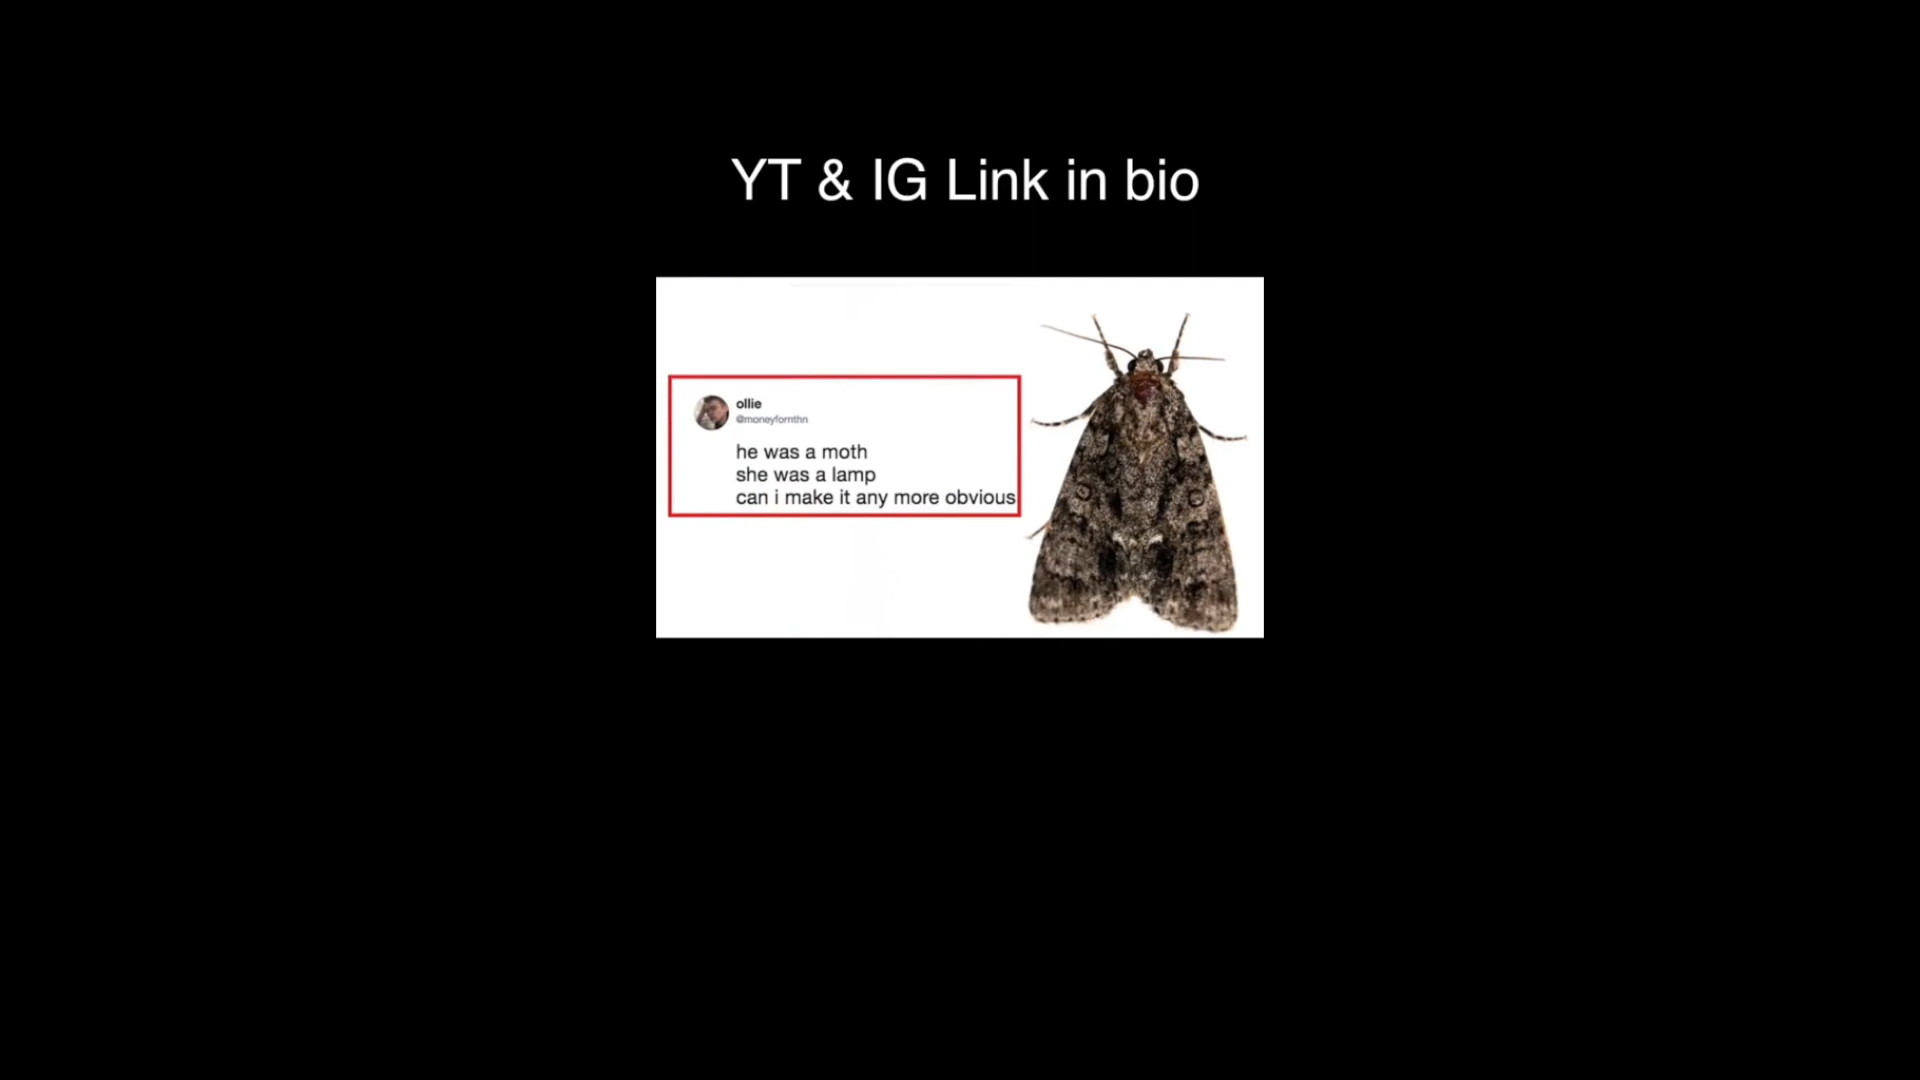 YT & IG Link in bio
ollie
@moneyfornthn
he was a moth
she was a lamp
can i make it any more obvious